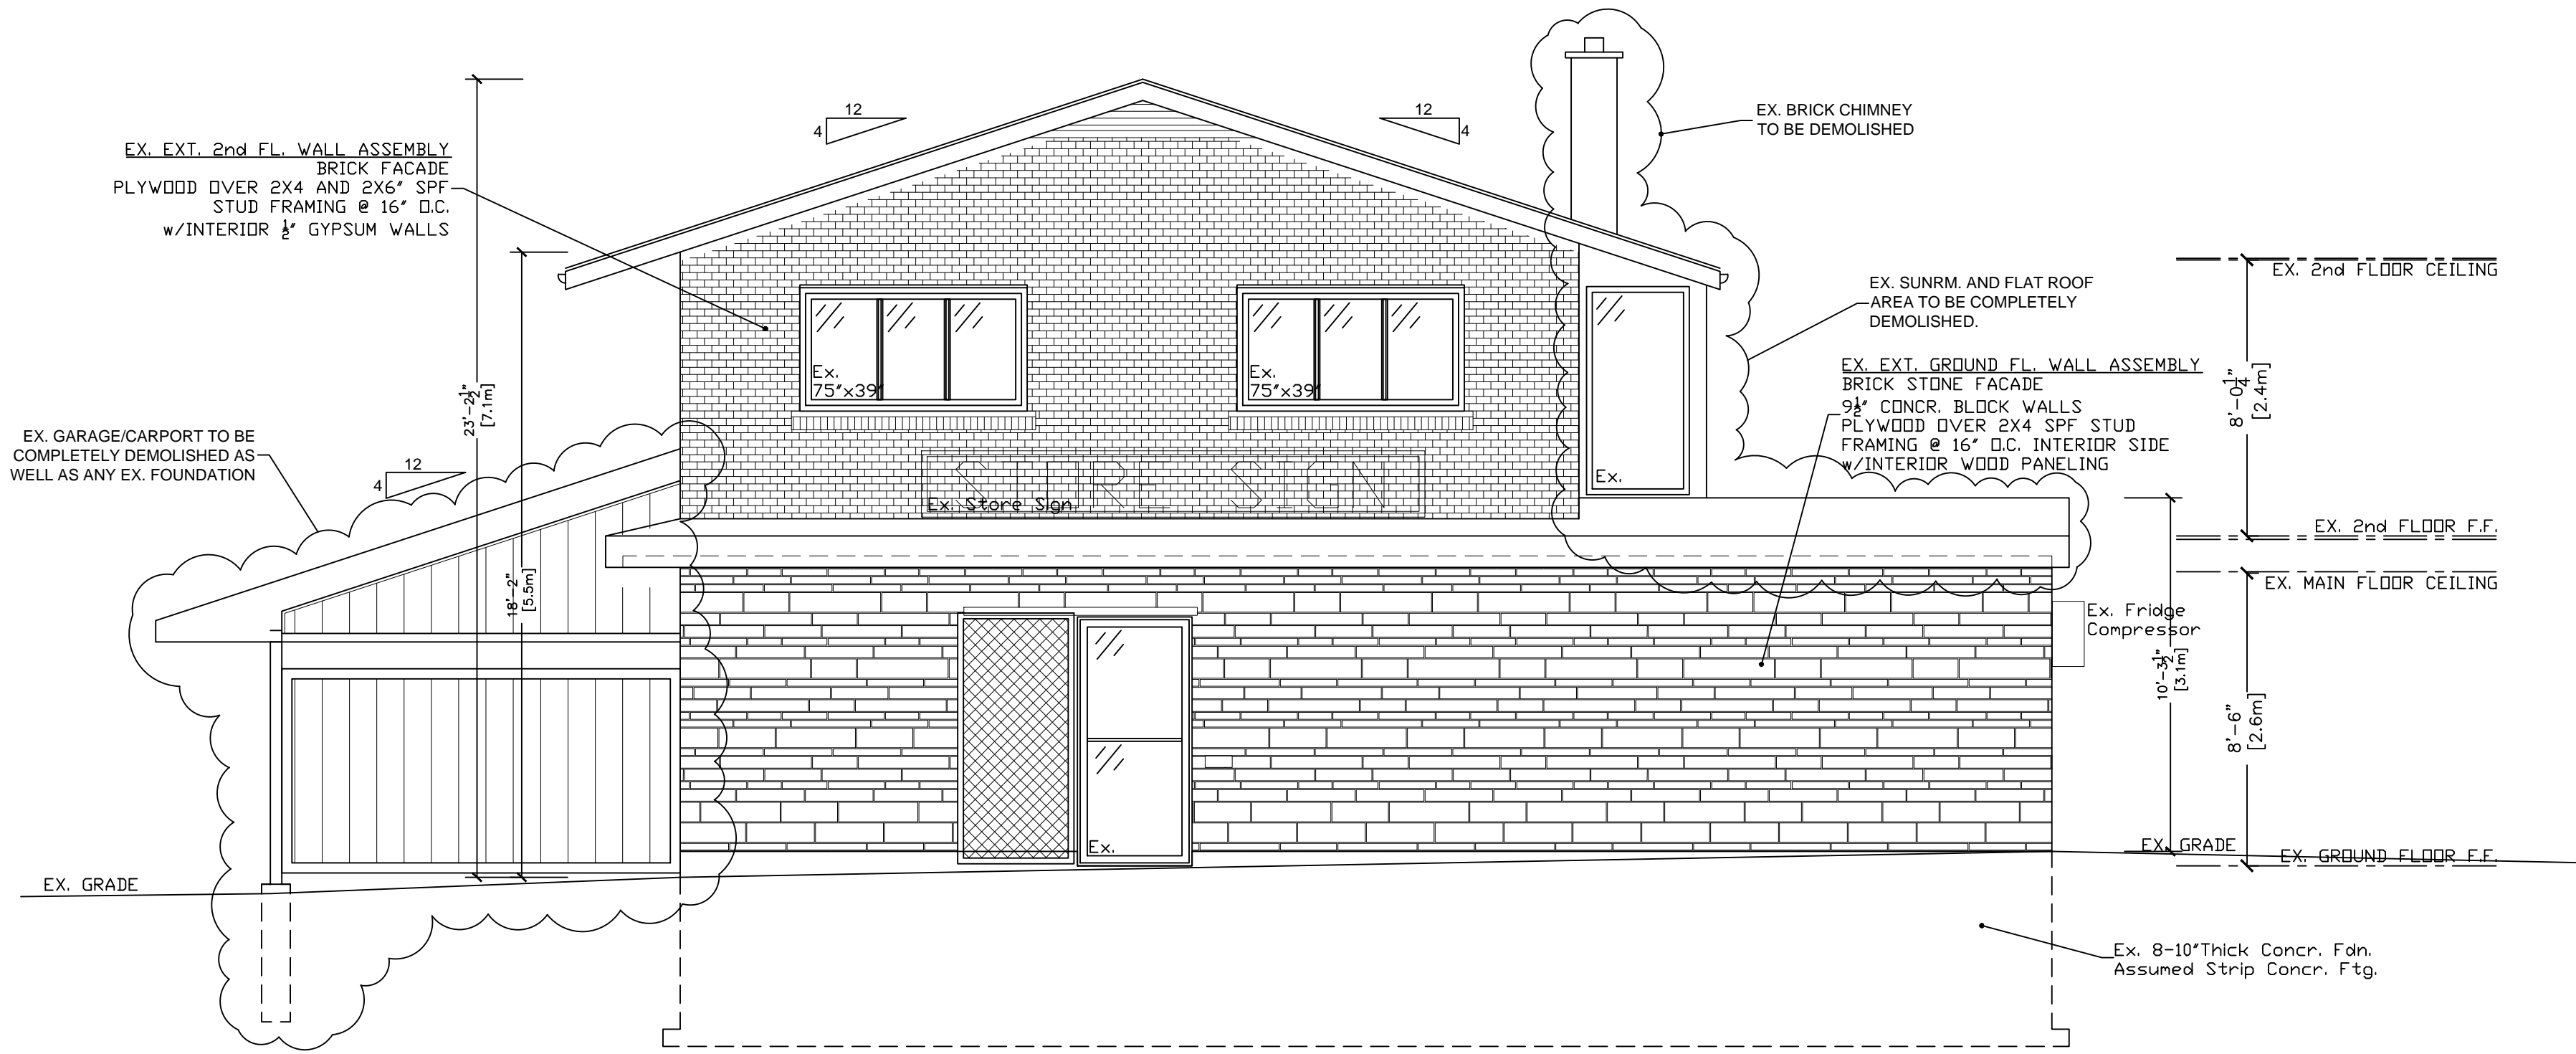 12
4
12
4
EX. BRICK CHIMNEY
TO BE DEMOLISHED
EX. EXT. 2nd FL. WALL ASSEMBLY
BRICK FACADE
PLYWOOD OVER 2X4 AND 2X6" SPF
STUD FRAMING @ 16" O.C.
w/INTERIOR ½" GYPSUM WALLS
EX. 2nd FLOOR CEILING
EX. SUNRM. AND FLAT ROOF
AREA TO BE COMPLETELY
DEMOLISHED.
EX. EXT. GROUND FL. WALL ASSEMBLY
BRICK STONE FACADE
9½" CONCR. BLOCK WALLS
PLYWOOD OVER 2X4 SPF STUD
FRAMING @ 16" O.C. INTERIOR SIDE
w/INTERIOR WOOD PANELING
Ex.
75"x39"
Ex.
75"x39"
23'-2½"
[7.1m]
8'-0¼"
[2.4m]
EX. GARAGE/CARPORT TO BE
COMPLETELY DEMOLISHED AS
WELL AS ANY EX. FOUNDATION
12
4
STORE SIGN
Ex. Store Sign
Ex.
EX. 2nd FLOOR F.F.
EX. MAIN FLOOR CEILING
18'-2"
[5.5m]
Ex. Fridge
Compressor
10'-3½"
[3.1m]
8'-6"
[2.6m]
Ex.
EX. GRADE
EX. GROUND FLOOR F.F.
EX. GRADE
Ex. 8-10"Thick Concr. Fdn.
Assumed Strip Concr. Ftg.